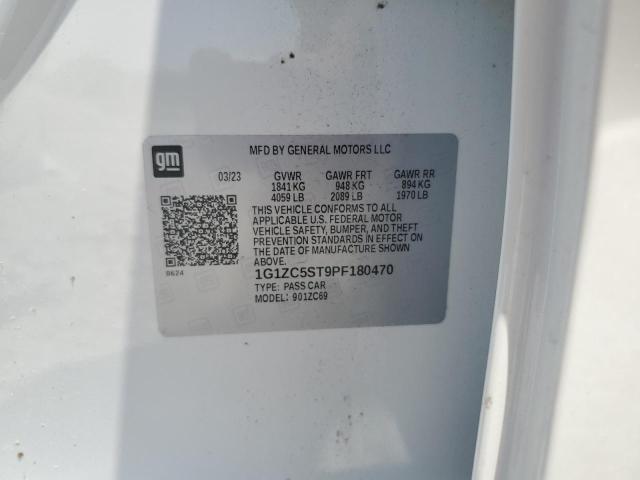 gm
MFD BY GENERAL MOTORS LLC
03/23 GVWR GAWR FRT GAWR RR
1841 KG 948 KG 894 KG
4059 LB 2089 LB 1970 LB
THIS VEHICLE CONFORMS TO ALL
APPLICABLE U.S. FEDERAL MOTOR
VEHICLE SAFETY, BUMPER, AND THEFT
PREVENTION STANDARDS IN EFFECT ON
THE DATE OF MANUFACTURE SHOWN
ABOVE.
8624
1G1ZC5ST9PF180470
TYPE: PASS CAR
MODEL: 901ZC69